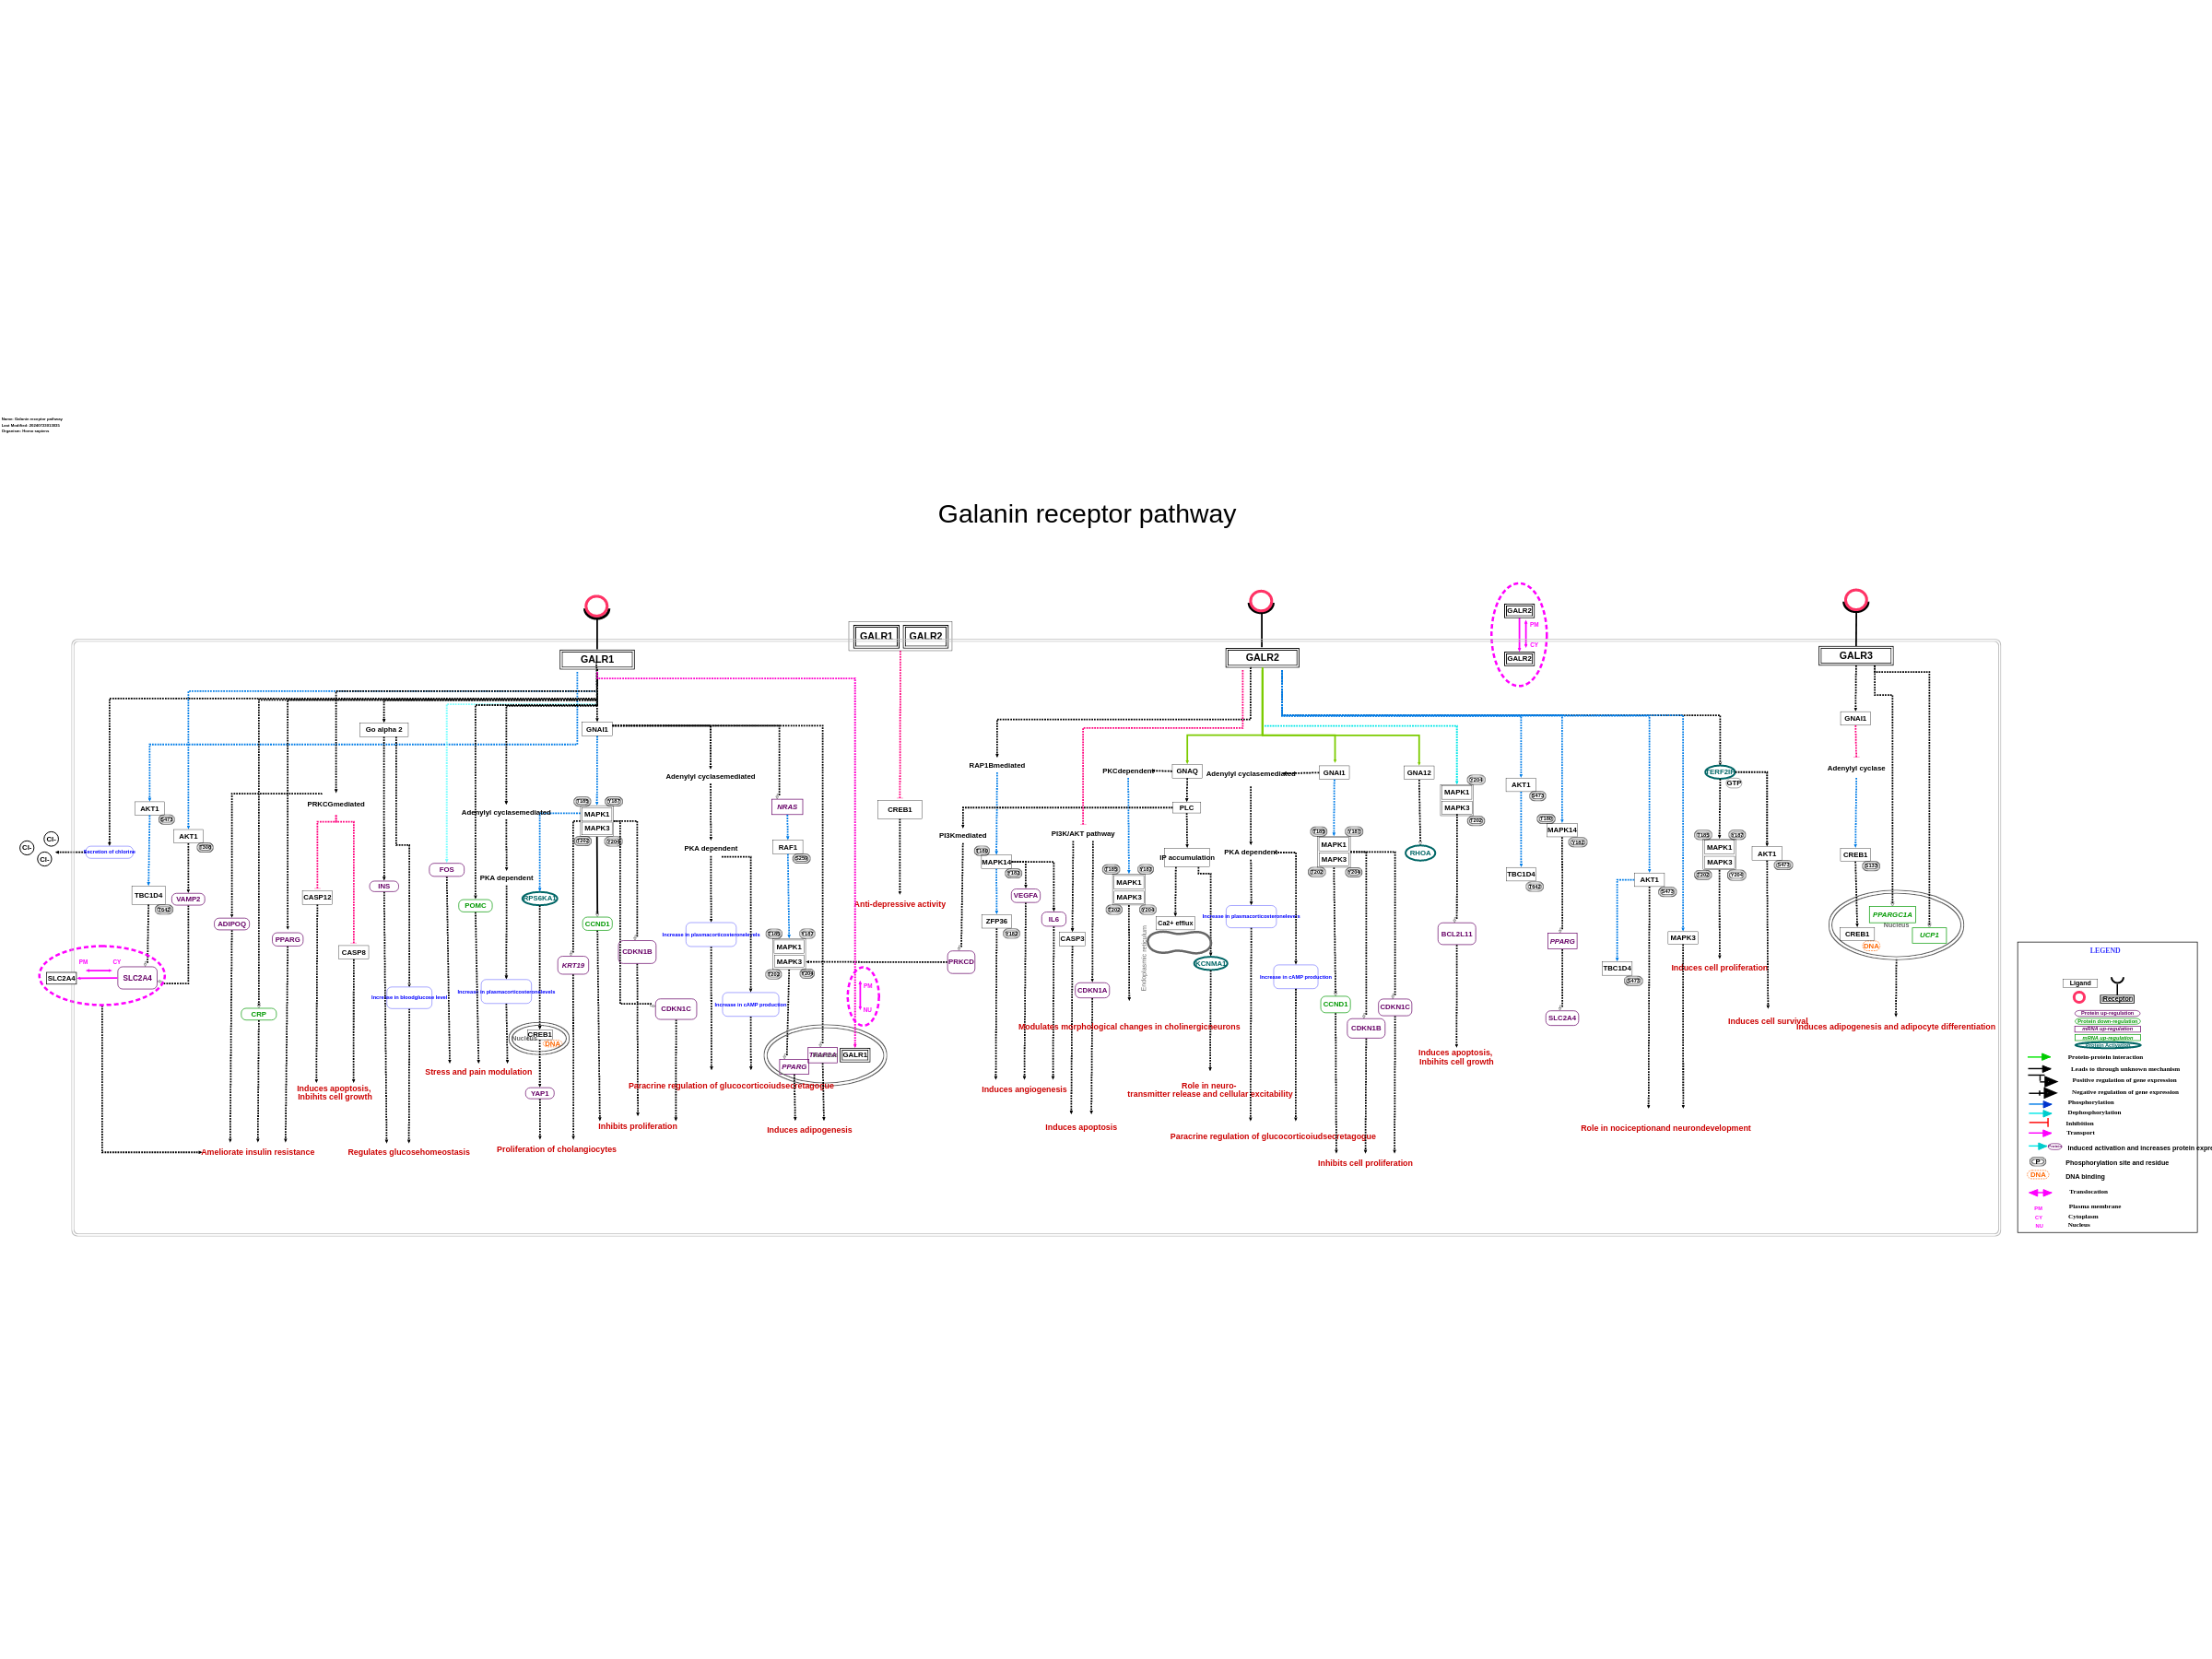 Name: Galanin receptor pathway
Organism: Homo sapiens
Galanin receptor pathway
GALR1
GALR1
GALR2
GALR2
GALR2
PM
CY
GALR2
GALR3
Go alpha 2
GNAI1
GNAI1
RAP1Bmediated
PKCdependent
GNAQ
Adenylyl cyclasemediated
GNAI1
GNA12
TERF2IP
GTP
Adenylyl cyclase
Adenylyl cyclasemediated
PRKCGmediated
AKT1
S473
AKT1
T308
Adenylyl cyclasemediated
T185
Y187
MAPK1
MAPK3
T202
Y204
NRAS
CREB1
PLC
MAPK1
MAPK3
Y204
T202
AKT1
S473
T180
MAPK14
Y182
Cl-
Cl-
Cl-
Secretion of chlorine
PKA dependent
RAF1
S259
PI3Kmediated
PI3K/AKT pathway
T180
MAPK14
Y182
IP accumulation
PKA dependent
T185
Y187
MAPK1
MAPK3
T202
Y204
RHOA
T185
Y187
MAPK1
MAPK3
T202
Y204
AKT1
S473
CREB1
S133
FOS
PKA dependent
INS
TBC1D4
T642
VAMP2
CASP12
RPS6KA1
POMC
Anti-depressive activity
VEGFA
T185
Y187
MAPK1
MAPK3
T202
Y204
TBC1D4
T642
AKT1
S473
ADIPOQ
PPARG
CASP8
CCND1
CDKN1B
KRT19
Increase in plasmacorticosteronelevels
T185
Y187
MAPK1
MAPK3
T202
Y204
PRKCD
ZFP36
Y182
IL6
CASP3
Ca2+ efflux
Endoplasmic reticulum
KCNMA1
Increase in plasmacorticosteronelevels
BCL2L11
PPARG
MAPK3
Induces cell proliferation
PPARGC1A
Nucleus
CREB1
DNA
UCP1
PM
CY
SLC2A4
SLC2A4
Increase in bloodglucose level
Increase in plasmacorticosteronelevels
CDKN1C
Increase in cAMP production
PM
NU
CDKN1A
Increase in cAMP production
CCND1
CDKN1C
CDKN1B
TBC1D4
S473
SLC2A4
CRP
CREB1
Nucleus
DNA
PPARG
GALR1
Modulates morphological changes in cholinergicneurons
Induces cell survival
Induces adipogenesis and adipocyte differentiation
Stress and pain modulation
YAP1
Induces apoptosis,
Inbihits cell growth
Paracrine regulation of glucocorticoiudsecretagogue
Induces angiogenesis
Role in neuro-
transmitter release and cellular excitability
Induces apoptosis,
Inbihits cell growth
Inhibits proliferation
Induces adipogenesis
Induces apoptosis
Paracrine regulation of glucocorticoiudsecretagogue
Role in nociceptionand neurondevelopment
Ameliorate insulin resistance
Regulates glucosehomeostasis
Proliferation of cholangiocytes
Inhibits cell proliferation
LEGEND
Ligand
Receptor
Protein up-regulation
Protein down-regulation
mRNA up-regulation
mRNA up-regulation
Protein-protein interaction
Leads to through unknown mechanism
Positive regulation of gene expression
Negative regulation of gene expression
Phosphorylation
Dephosphorylation
Inhibition
Transport
Induced activation and increases protein expre
P
Phosphorylation site and residue
DNA
DNA binding
Translocation
PM
Plasma membrane
CY
Cytoplasm
NU
Nucleus